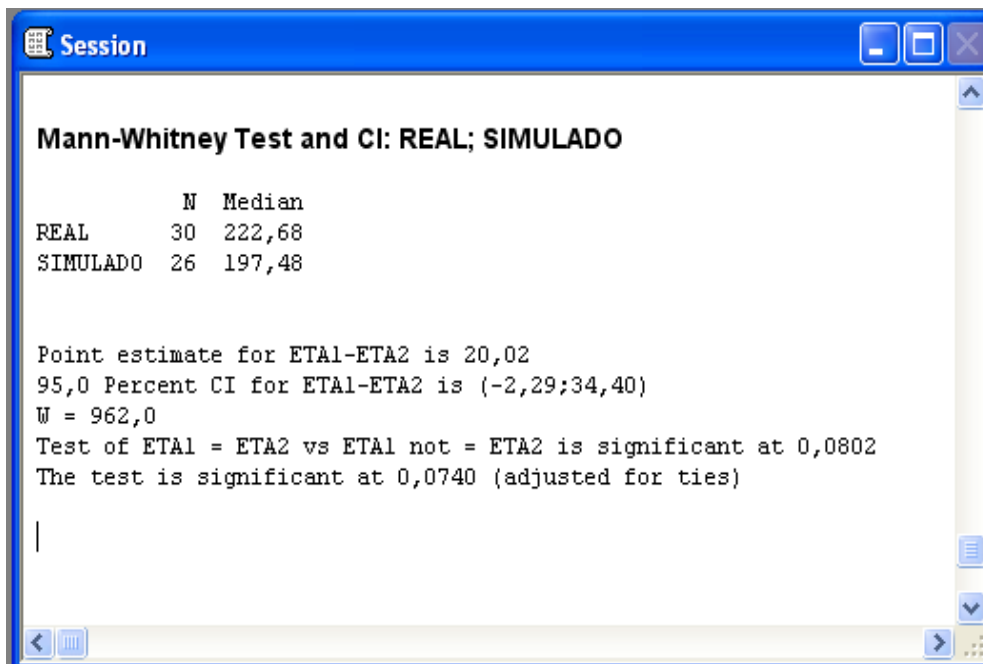 Session
Mann-Whitney Test and CI: REAL; SIMULADO
N Median
REAL 30 222,68
SIMULADO 26 197,48
Point estimate for ETA1-ETA2 is 20,02
95,0 Percent CI for ETA1-ETA2 is (-2,29;34,40)
W = 962,0
Test of ETA1 = ETA2 vs ETA1 not = ETA2 is significant at 0,0802
The test is significant at 0,0740 (adjusted for ties)